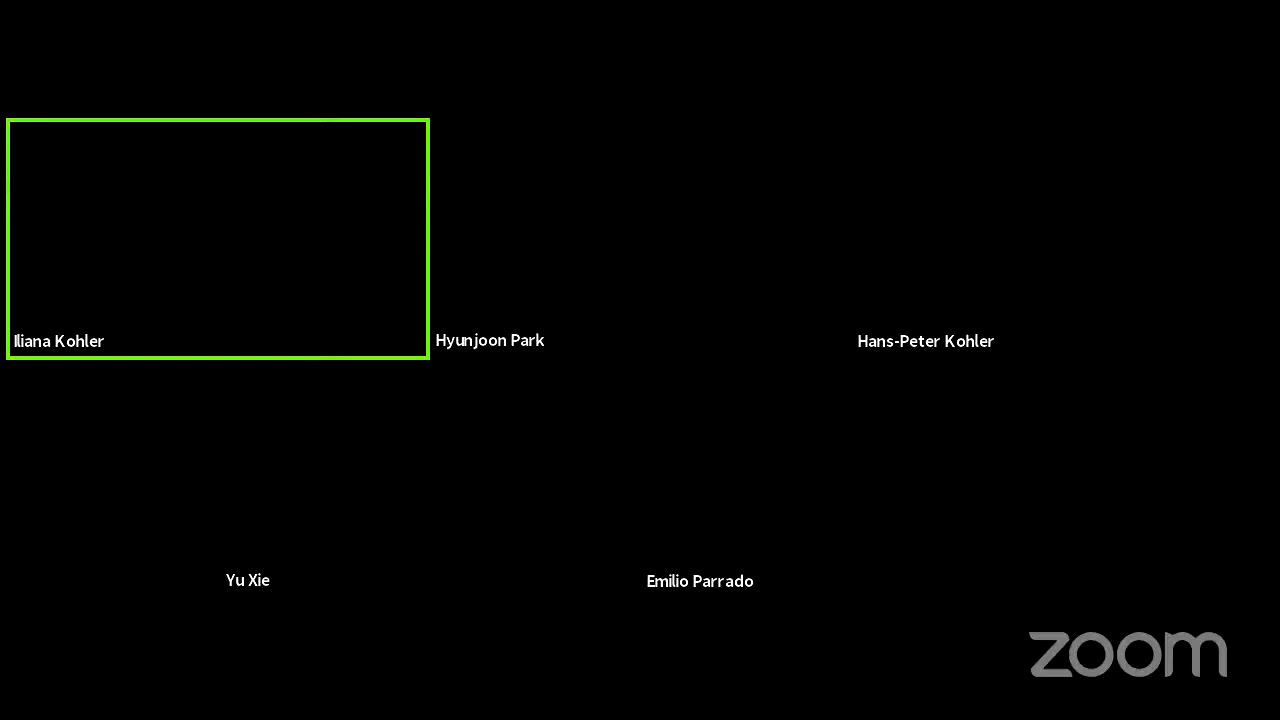 Iliana Kohler
Hyunjoon Park
Hans-Peter Kohler
Yu Xie
Emilio Parrado
zoom